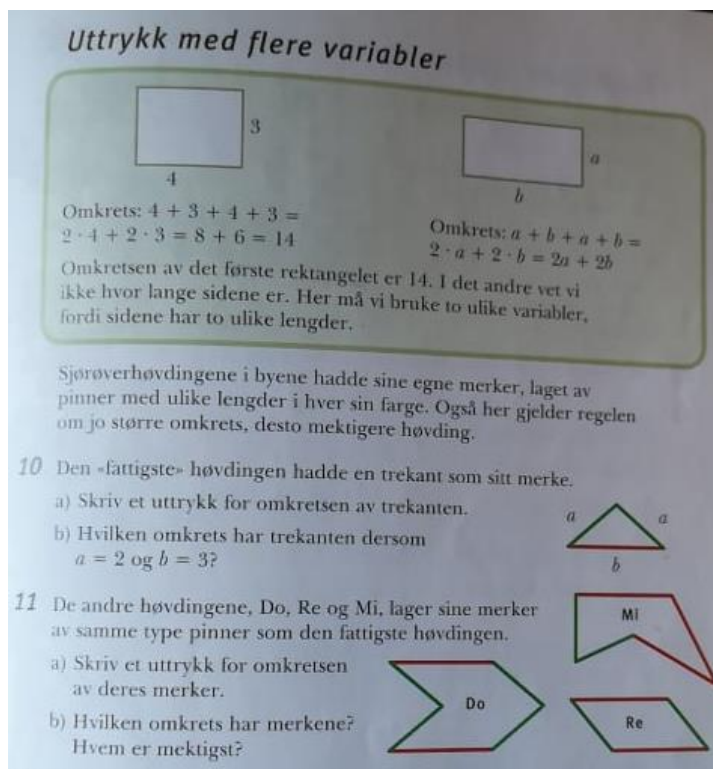 Uttrykk med flere variabler
3
4
a
b
Omkrets: 4 + 3 + 4 + 3 =
2 · 4 + 2 · 3 = 8 + 6 = 14
Omkrets: a + b + a + b =
2 · a + 2 · b = 2a + 2b
Omkretsen av det første rektangelet er 14. I det andre vet vi
ikke hvor lange sidene er. Her må vi bruke to ulike variabler,
fordi sidene har to ulike lengder.
Sjørøverhøvdingene i byene hadde sine egne merker, laget av
pinner med ulike lengder i hver sin farge. Også her gjelder regelen
om jo større omkrets, desto mektigere høvding.
10 Den «fattigste» høvdingen hadde en trekant som sitt merke.
a) Skriv et uttrykk for omkretsen av trekanten.
b) Hvilken omkrets har trekanten dersom
a = 2 og b = 3?
a
a
b
11 De andre høvdingene, Do, Re og Mi, lager sine merker
av samme type pinner som den fattigste høvdingen.
a) Skriv et uttrykk for omkretsen
av deres merker.
b) Hvilken omkrets har merkene?
Hvem er mektigst?
Mi
Do
Re